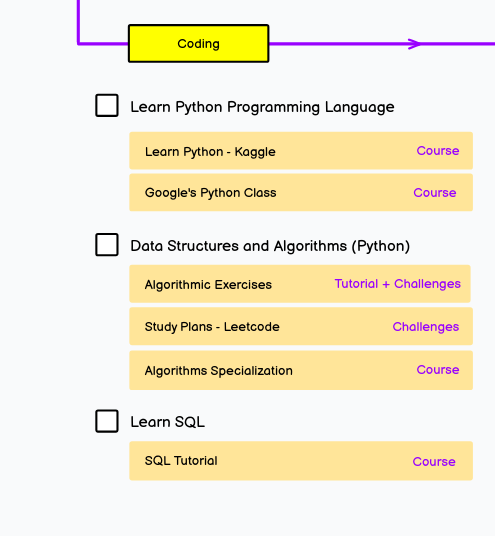 Coding
Learn Python Programming Language
Learn Python - Kaggle Course
Google's Python Class Course
Data Structures and Algorithms (Python)
Algorithmic Exercises Tutorial + Challenges
Study Plans - Leetcode Challenges
Algorithms Specialization Course
Learn SQL
SQL Tutorial Course